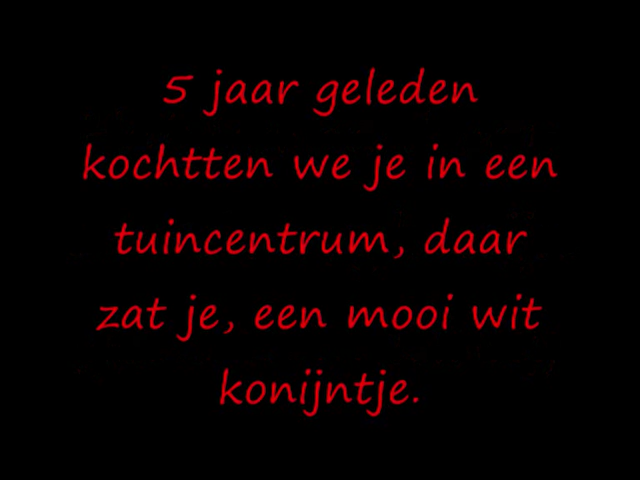 5 jaar geleden
kochtten we je in een
tuincentrum, daar
zat je, een mooi wit
konijntje.